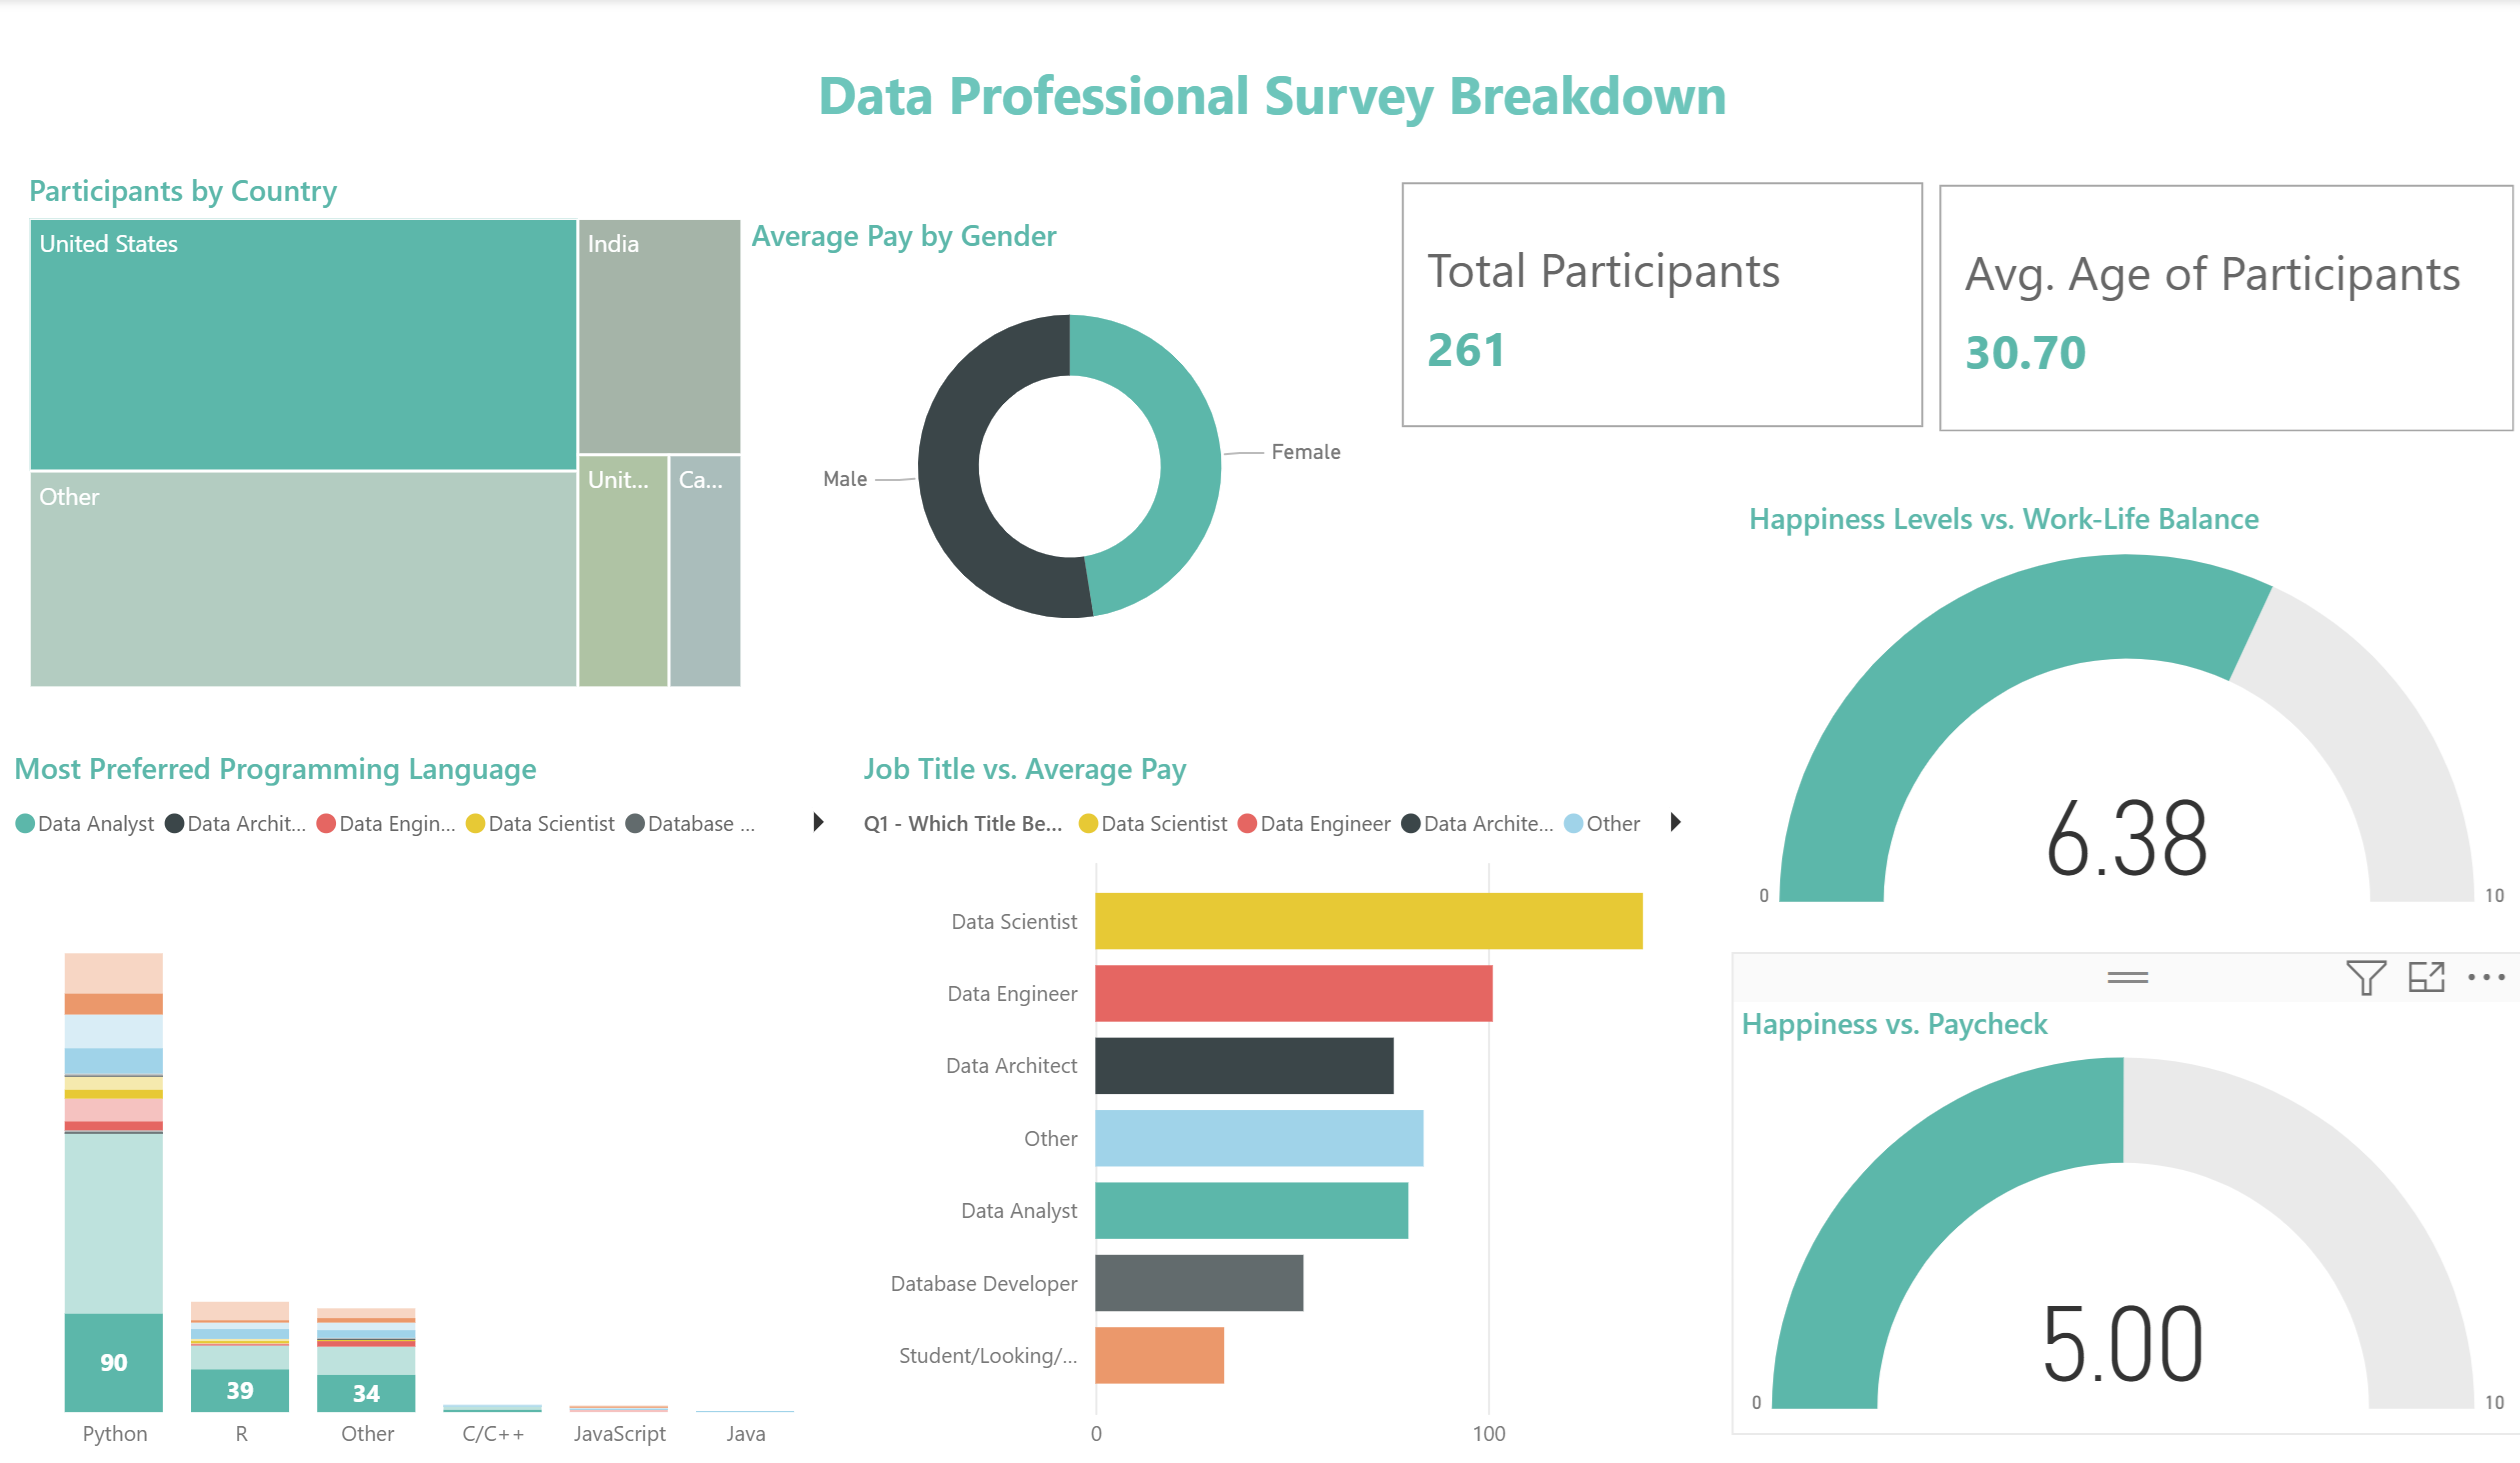 Data Professional Survey Breakdown
Participants by Country
United States
India
Other
Unit...
Ca...
Average Pay by Gender
Male
Female
Total Participants
261
Avg. Age of Participants
30.70
Happiness Levels vs. Work-Life Balance
6.38
0
10
Most Preferred Programming Language
Data Analyst Data Archit... Data Engin... Data Scientist Database ...
90
39
34
Python R Other C/C++ JavaScript Java
Job Title vs. Average Pay
Q1 - Which Title Be... Data Scientist Data Engineer Data Archite... Other
Data Scientist
Data Engineer
Data Architect
Other
Data Analyst
Database Developer
Student/Looking/...
0 100
Happiness vs. Paycheck
5.00
0
10